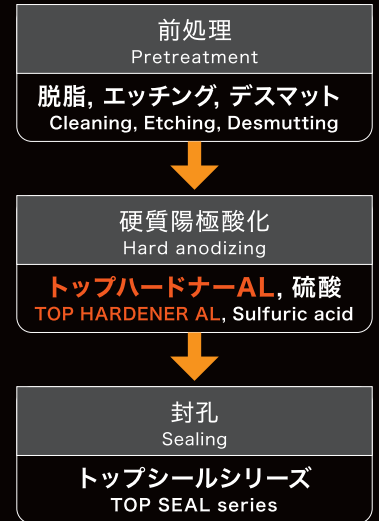 前処理
Pretreatment
脱脂, エッチング, デスマット
Cleaning, Etching, Desmutting
硬質陽極酸化
Hard anodizing
トップハードナーAL, 硫酸
TOP HARDENER AL, Sulfuric acid
封孔
Sealing
トップシールシリーズ
TOP SEAL series